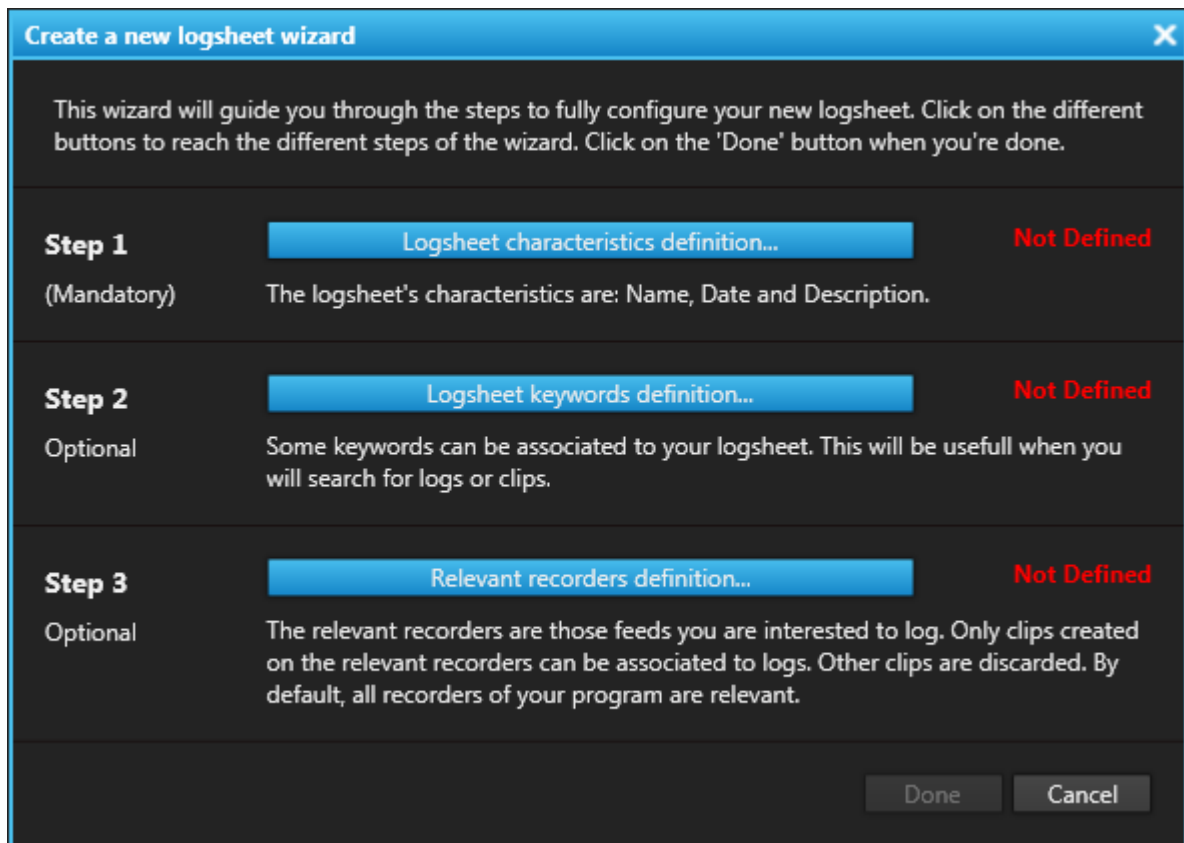 Create a new logsheet wizard
This wizard will guide you through the steps to fully configure your new logsheet. Click on the different
buttons to reach the different steps of the wizard. Click on the 'Done' button when you're done.
Step 1
Logsheet characteristics definition...
Not Defined
(Mandatory)
The logsheet's characteristics are: Name, Date and Description.
Step 2
Logsheet keywords definition...
Not Defined
Optional
Some keywords can be associated to your logsheet. This will be usefull when you
will search for logs or clips.
Step 3
Relevant recorders definition...
Not Defined
Optional
The relevant recorders are those feeds you are interested to log. Only clips created
on the relevant recorders can be associated to logs. Other clips are discarded. By
default, all recorders of your program are relevant.
Done
Cancel